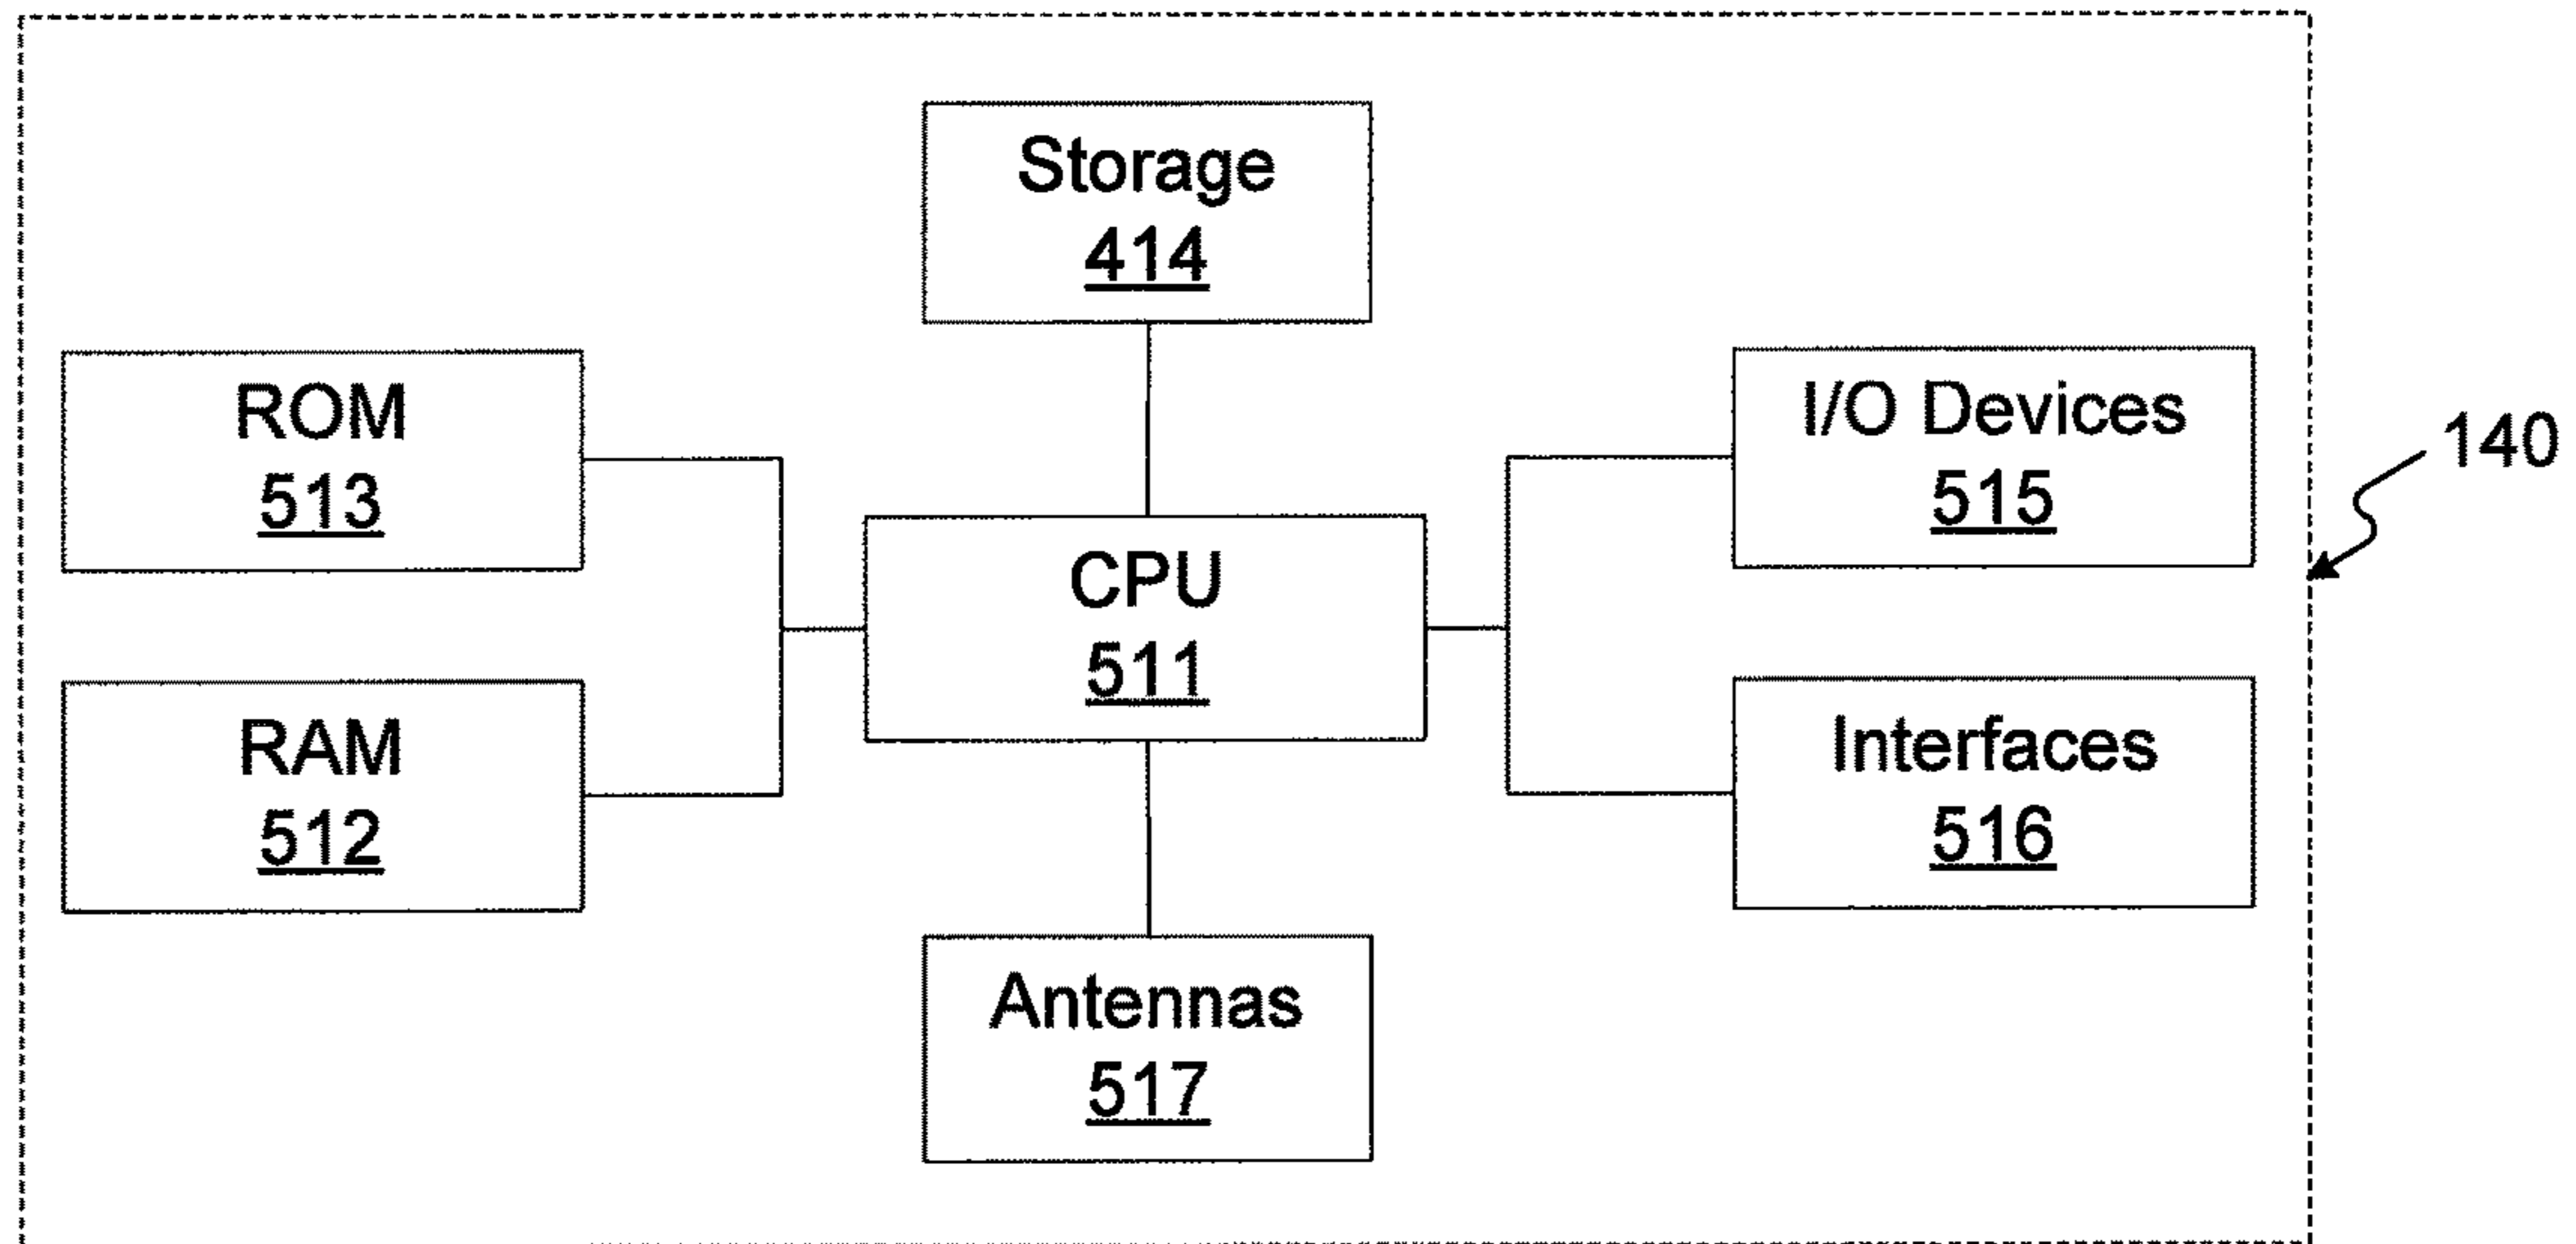 Storage
414
ROM
513
I/O Devices
515
140
CPU
511
RAM
512
Interfaces
516
Antennas
517